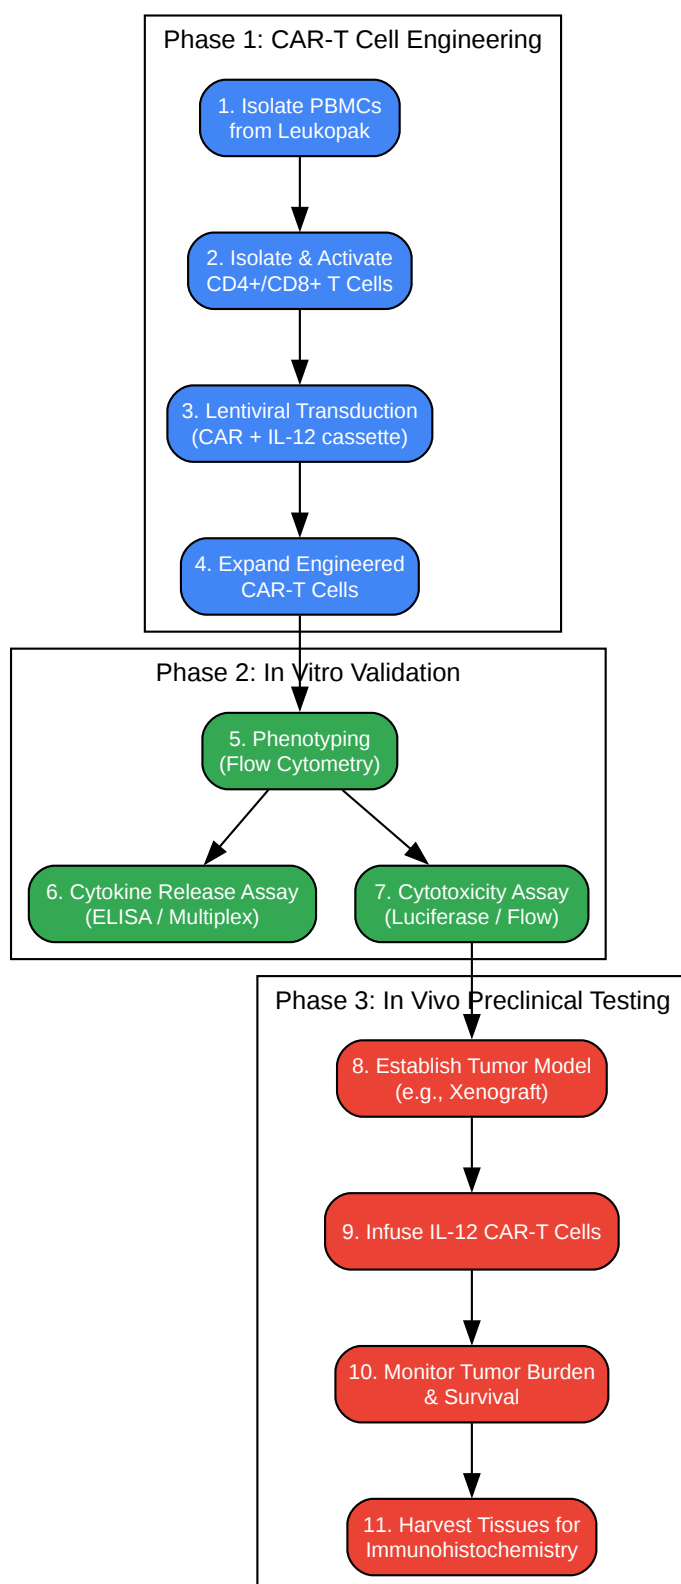 Phase 1: CAR-T Cell Engineering
1. Isolate PBMCs
from Leukopak
2. Isolate & Activate
CD4+/CD8+ T Cells
3. Lentiviral Transduction
(CAR + IL-12 cassette)
4. Expand Engineered
CAR-T Cells
Phase 2: In Vitro Validation
5. Phenotyping
(Flow Cytometry)
6. Cytokine Release Assay
(ELISA / Multiplex)
7. Cytotoxicity Assay
(Luciferase / Flow)
Phase 3: In Vivo Preclinical Testing
8. Establish Tumor Model
(e.g., Xenograft)
9. Infuse IL-12 CAR-T Cells
10. Monitor Tumor Burden
& Survival
11. Harvest Tissues for
Immunohistochemistry